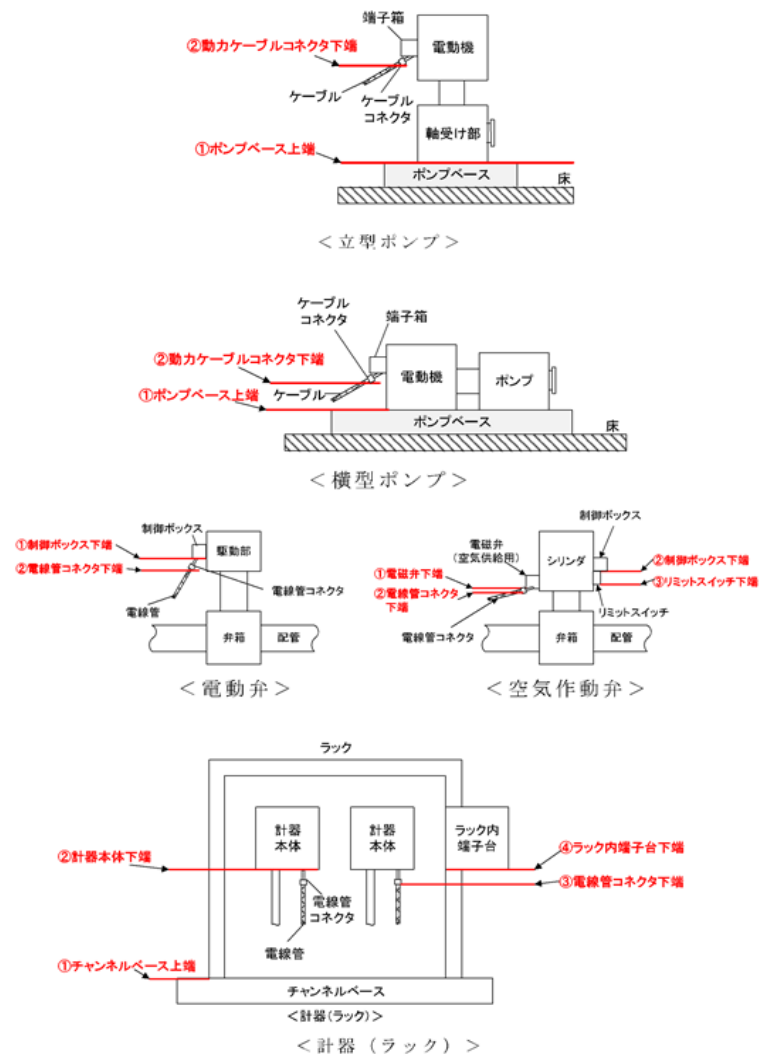 端子箱
②動力ケーブルコネクタ下端
電動機
ケーブル
ケーブル
コネクタ
軸受け部
①ポンプベース上端
ポンプベース
床
＜立型ポンプ＞
ケーブル
コネクタ
端子箱
②動力ケーブルコネクタ下端
電動機
ポンプ
ケーブル
①ポンプベース上端
ポンプベース
床
＜横型ポンプ＞
制御ボックス
①制御ボックス下端
駆動部
②電線管コネクタ下端
電線管コネクタ
電線管
弁箱
配管
＜電動弁＞
制御ボックス
電磁弁
(空気供給用)
シリンダ
②制御ボックス下端
①電磁弁下端
③リミットスイッチ下端
②電線管コネクタ
下端
リミットスイッチ
電線管コネクタ
弁箱
配管
＜空気作動弁＞
ラック
計器
本体
計器
本体
ラック内
端子台
②計器本体下端
④ラック内端子台下端
③電線管コネクタ下端
電線管
コネクタ
電線管
①チャンネルベース上端
チャンネルベース
＜計器(ラック)＞
＜計器（ラック）＞